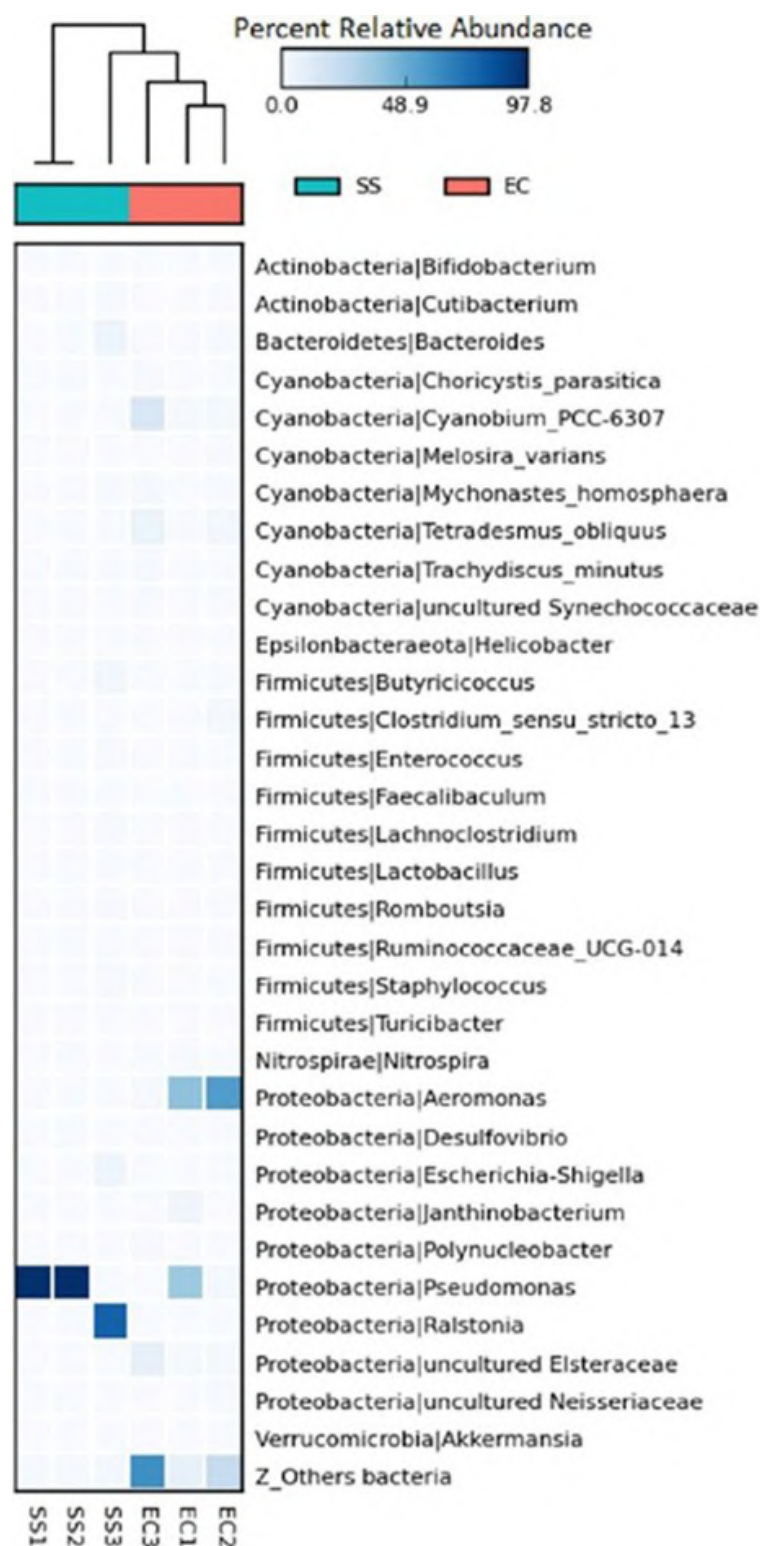 Percent Relative Abundance
0.0 48.9 97.8
SS EC
Actinobacteria|Bifidobacterium
Actinobacteria|Cutibacterium
Bacteroidetes|Bacteroides
Cyanobacteria|Choricystis_parasitica
Cyanobacteria|Cyanobium_PCC-6307
Cyanobacteria|Melosira_varians
Cyanobacteria|Mychonastes_homosphaera
Cyanobacteria|Tetradesmus_obliquus
Cyanobacteria|Trachydiscus_minutus
Cyanobacteria|uncultured Synechococcaceae
Epsilonbacteraeota|Helicobacter
Firmicutes|Butyricicoccus
Firmicutes|Clostridium_sensu_stricto_13
Firmicutes|Enterococcus
Firmicutes|Faecalibaculum
Firmicutes|Lachnoclostridium
Firmicutes|Lactobacillus
Firmicutes|Romboutsia
Firmicutes|Ruminococcaceae_UCG-014
Firmicutes|Staphylococcus
Firmicutes|Turicibacter
Nitrospirae|Nitrospira
Proteobacteria|Aeromonas
Proteobacteria|Desulfovibrio
Proteobacteria|Escherichia-Shigella
Proteobacteria|Janthinobacterium
Proteobacteria|Polynucleobacter
Proteobacteria|Pseudomonas
Proteobacteria|Ralstonia
Proteobacteria|uncultured Elsteraceae
Proteobacteria|uncultured Neisseriaceae
Verrucomicrobia|Akkermansia
Z_Others bacteria
SS1 SS2 SS3 EC3 EC1 EC2